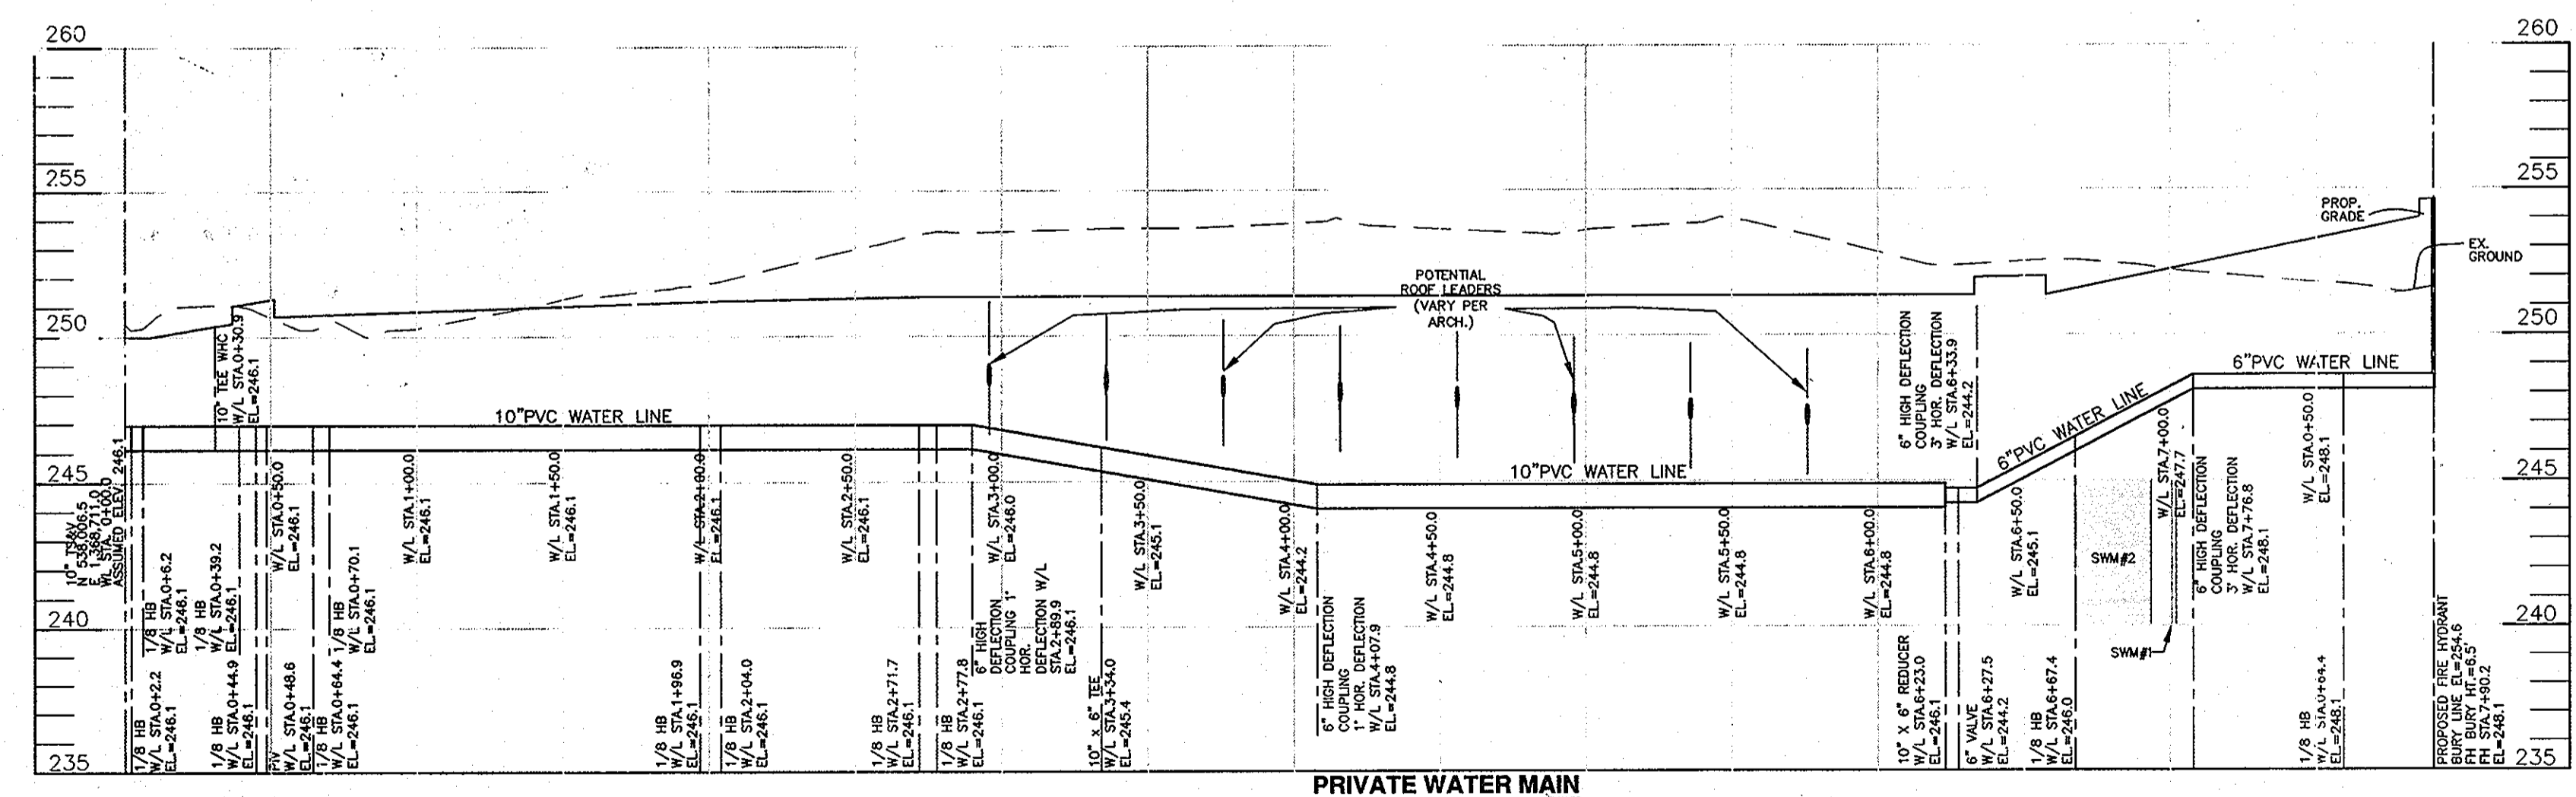 260
260
255
255
250
250
245
245
240
240
235
235
PROP.
GRADE
EX.
GROUND
POTENTIAL
ROOF LEADERS
(VARY PER
ARCH.)
10" TEE WHC
W/L STA.0+30.9
EL.=246.1
10"PVC WATER LINE
10"PVC WATER LINE
6"PVC WATER LINE
6"PVC WATER LINE
6" HIGH DEFLECTION
COUPLING
3" HOR. DEFLECTION
W/L STA.6+33.9
EL.=244.2
10" TS&V
N 538,006.5
E 1,368,711.0
WL STA. 0+00.0
ASSUMED ELEV. 246.1
1/8 HB
W/L STA.0+2.2
EL=246.1
1/8 HB
W/L STA.0+6.2
EL=246.1
1/8 HB
W/L STA.0+39.2
EL=246.1
1/8 HB
W/L STA.0+44.9
EL=246.1
PIV
W/L STA.0+48.6
EL=246.1
W/L STA.0+50.0
EL=246.1
1/8 HB
W/L STA.0+64.4
EL=246.1
1/8 HB
W/L STA.0+70.1
EL=246.1
W/L STA.1+00.0
EL=246.1
W/L STA.1+50.0
EL=246.1
1/8 HB
W/L STA.1+96.9
EL.=246.1
W/L STA.2+00.0
EL.=246.1
1/8 HB
W/L STA.2+04.0
EL=246.1
W/L STA.2+50.0
EL=246.1
1/8 HB
W/L STA.2+71.7
EL=246.1
1/8 HB
W/L STA.2+77.8
EL=246.1
6" HIGH
DEFLECTION
COUPLING 1"
HOR.
DEFLECTION W/L
STA.2+89.9
EL.=246.1
W/L STA.3+00.0
EL.=246.0
10" x 6" TEE
W/L STA.3+34.0
EL=245.4
W/L STA.3+50.0
EL.=245.1
W/L STA.4+00.0
EL.=244.2
6" HIGH DEFLECTION
COUPLING
1" HOR. DEFLECTION
W/L STA.4+07.9
EL=244.8
W/L STA.4+50.0
EL.=244.8
W/L STA.5+00.0
EL.=244.8
W/L STA.5+50.0
EL.=244.8
W/L STA.6+00.0
EL.=244.8
10" X 6" REDUCER
W/L STA.6+23.0
EL=246.1
6" VALVE
W/L STA.6+27.5
EL=244.2
W/L STA.6+50.0
EL=245.1
1/8 HB
W/L STA.6+67.4
EL=246.0
SWM#2
SWM#1
W/L STA.7+00.0
EL.=247.7
6" HIGH DEFLECTION
COUPLING
3' HOR. DEFLECTION
W/L STA.7+76.8
EL=248.1
W/L STA.0+50.0
EL=248.1
1/8 HB
W/L STA.0+64.4
EL=248.1
PROPOSED FIRE HYDRANT
BURY LINE EL=254.6
FH BURY HT.=6.5'
FH STA.7+90.2
EL=248.1
PRIVATE WATER MAIN